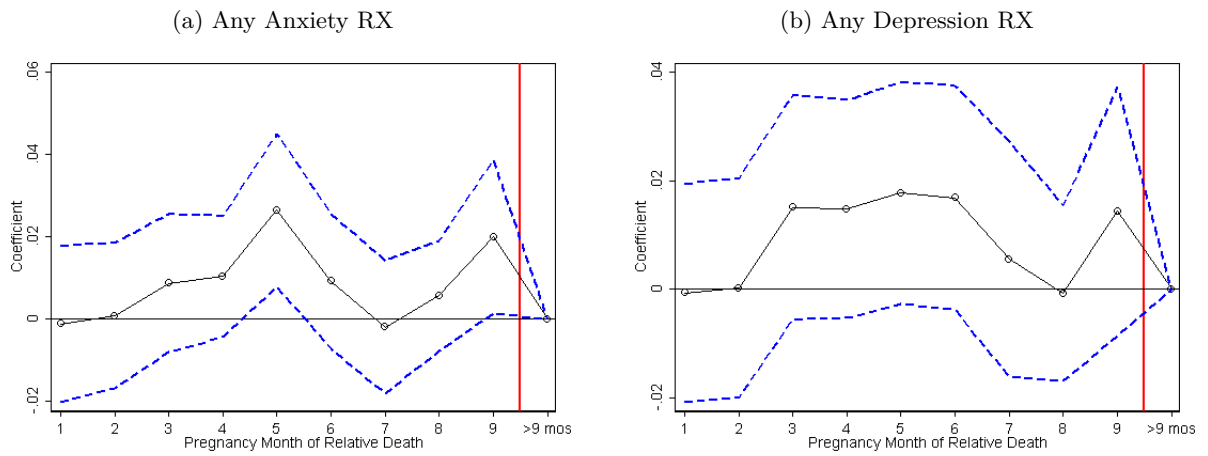 (a) Any Anxiety RX
.06
.04
.02
0
-.02
Coefficient
1 2 3 4 5 6 7 8 9 >9 mos
Pregnancy Month of Relative Death
(b) Any Depression RX
.04
.02
0
-.02
Coefficient
1 2 3 4 5 6 7 8 9 >9 mos
Pregnancy Month of Relative Death